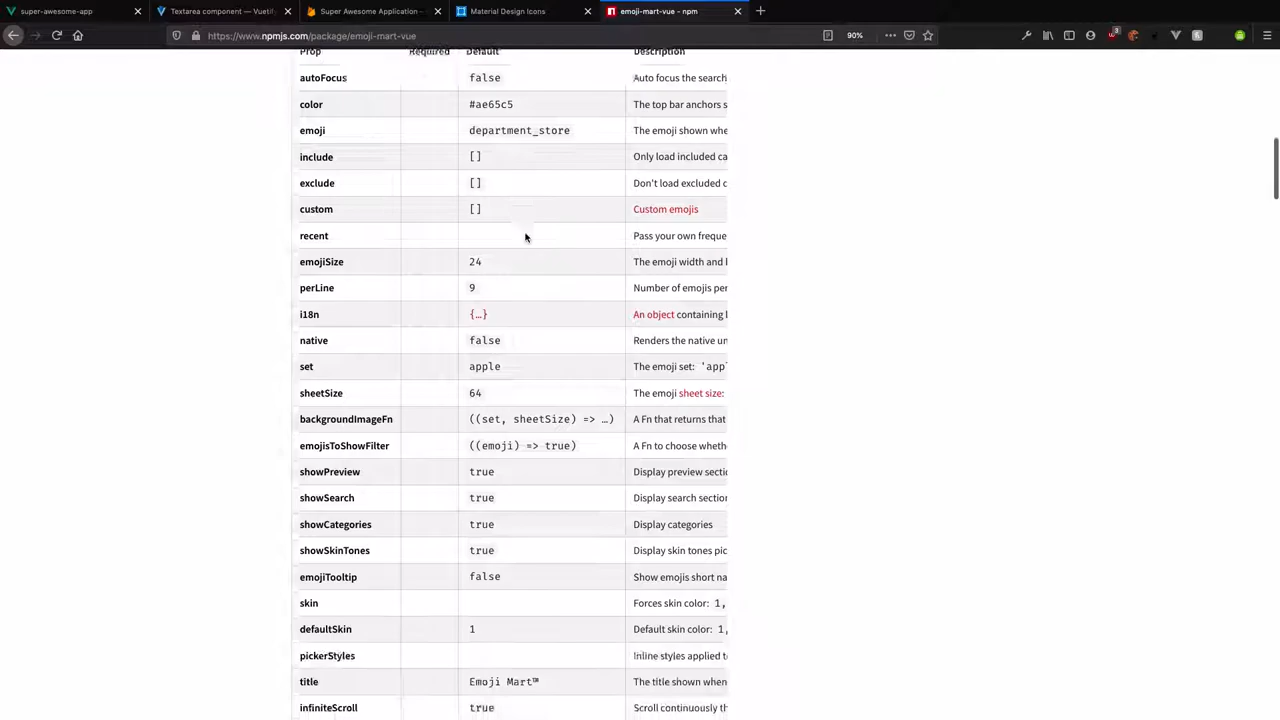 super-awesome-app
Textarea component — Vuetif
Super Awesome Application -
Material Design Icons
emoji-mart-vue - npm
https://www.npmjs.com/package/emoji-mart-vue
90%
Prop Required Default Description
autoFocus false Auto focus the search
color #ae65c5 The top bar anchors s
emoji department_store The emoji shown whe
include [] Only load included ca
exclude [] Don't load excluded c
custom [] Custom emojis
recent Pass your own freque
emojiSize 24 The emoji width and h
perLine 9 Number of emojis per
i18n {…} An object containing l
native false Renders the native un
set apple The emoji set: 'app
sheetSize 64 The emoji sheet size:
backgroundImageFn ((set, sheetSize) => …) A Fn that returns that
emojisToShowFilter ((emoji) => true) A Fn to choose wheth
showPreview true Display preview secti
showSearch true Display search section
showCategories true Display categories
showSkinTones true Display skin tones pic
emojiTooltip false Show emojis short na
skin Forces skin color: 1,
defaultSkin 1 Default skin color: 1,
pickerStyles Inline styles applied t
title Emoji Mart™ The title shown when
infiniteScroll true Scroll continuously th